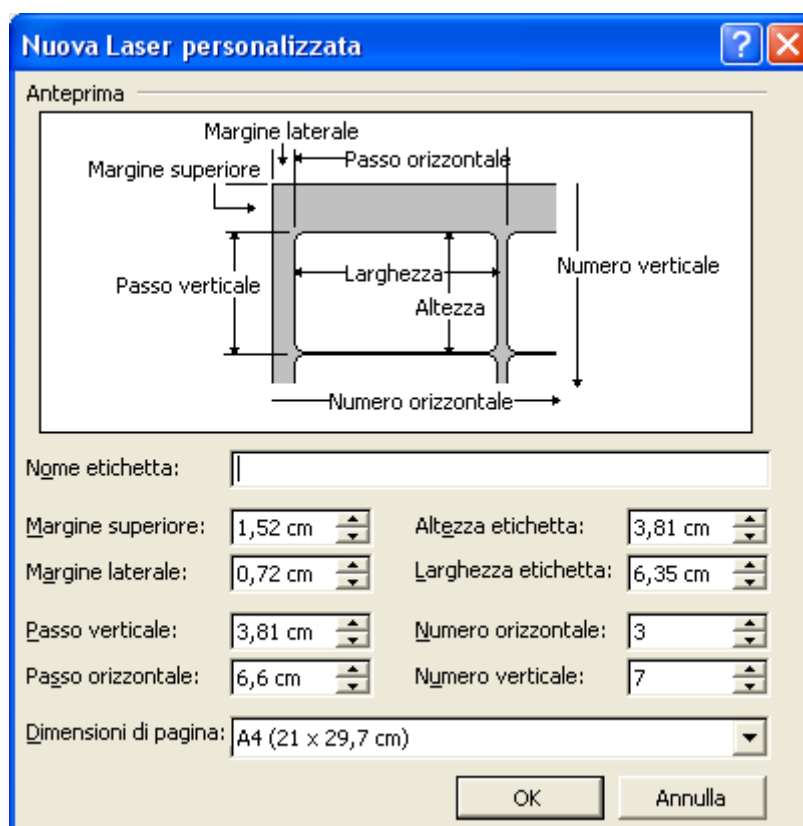 Nuova Laser personalizzata
Anteprima
Margine laterale
Passo orizzontale
Margine superiore
Passo verticale
Larghezza
Altezza
Numero verticale
Numero orizzontale
Nome etichetta:
Margine superiore: 1,52 cm Altezza etichetta: 3,81 cm
Margine laterale: 0,72 cm Larghezza etichetta: 6,35 cm
Passo verticale: 3,81 cm Numero orizzontale: 3
Passo orizzontale: 6,6 cm Numero verticale: 7
Dimensioni di pagina: A4 (21 x 29,7 cm)
OK Annulla